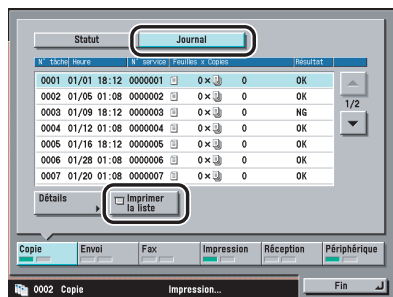 Statut Journal
N° tâche Heure N° service Feuilles x Copies Résultat
0001 01/01 18:12 0000001 0 × 0 OK
0002 01/05 01:08 0000002 0 × 0 OK
0003 01/09 18:12 0000003 0 × 0 NG
0004 01/12 01:08 0000004 0 × 0 OK
0005 01/16 18:12 0000005 0 × 0 OK
0006 01/28 01:08 0000006 0 × 0 OK
0007 01/20 01:08 0000007 0 × 0 OK
1/2
Détails Imprimer
la liste
Copie Envoi Fax Impression Réception Périphérique
0002 Copie Impression... Fin